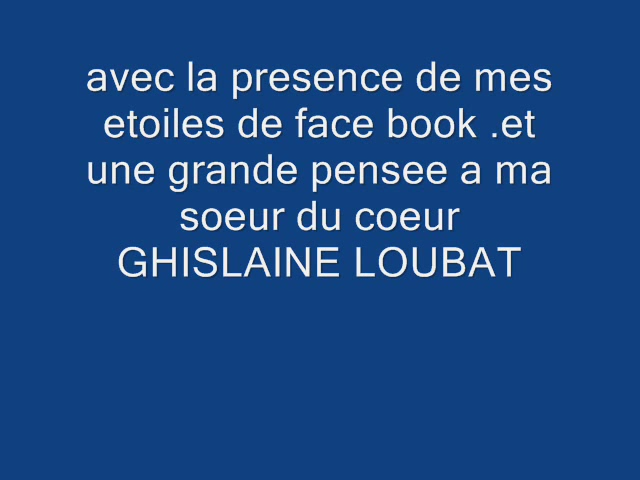 avec la presence de mes
etoiles de face book .et
une grande pensee a ma
soeur du coeur
GHISLAINE LOUBAT